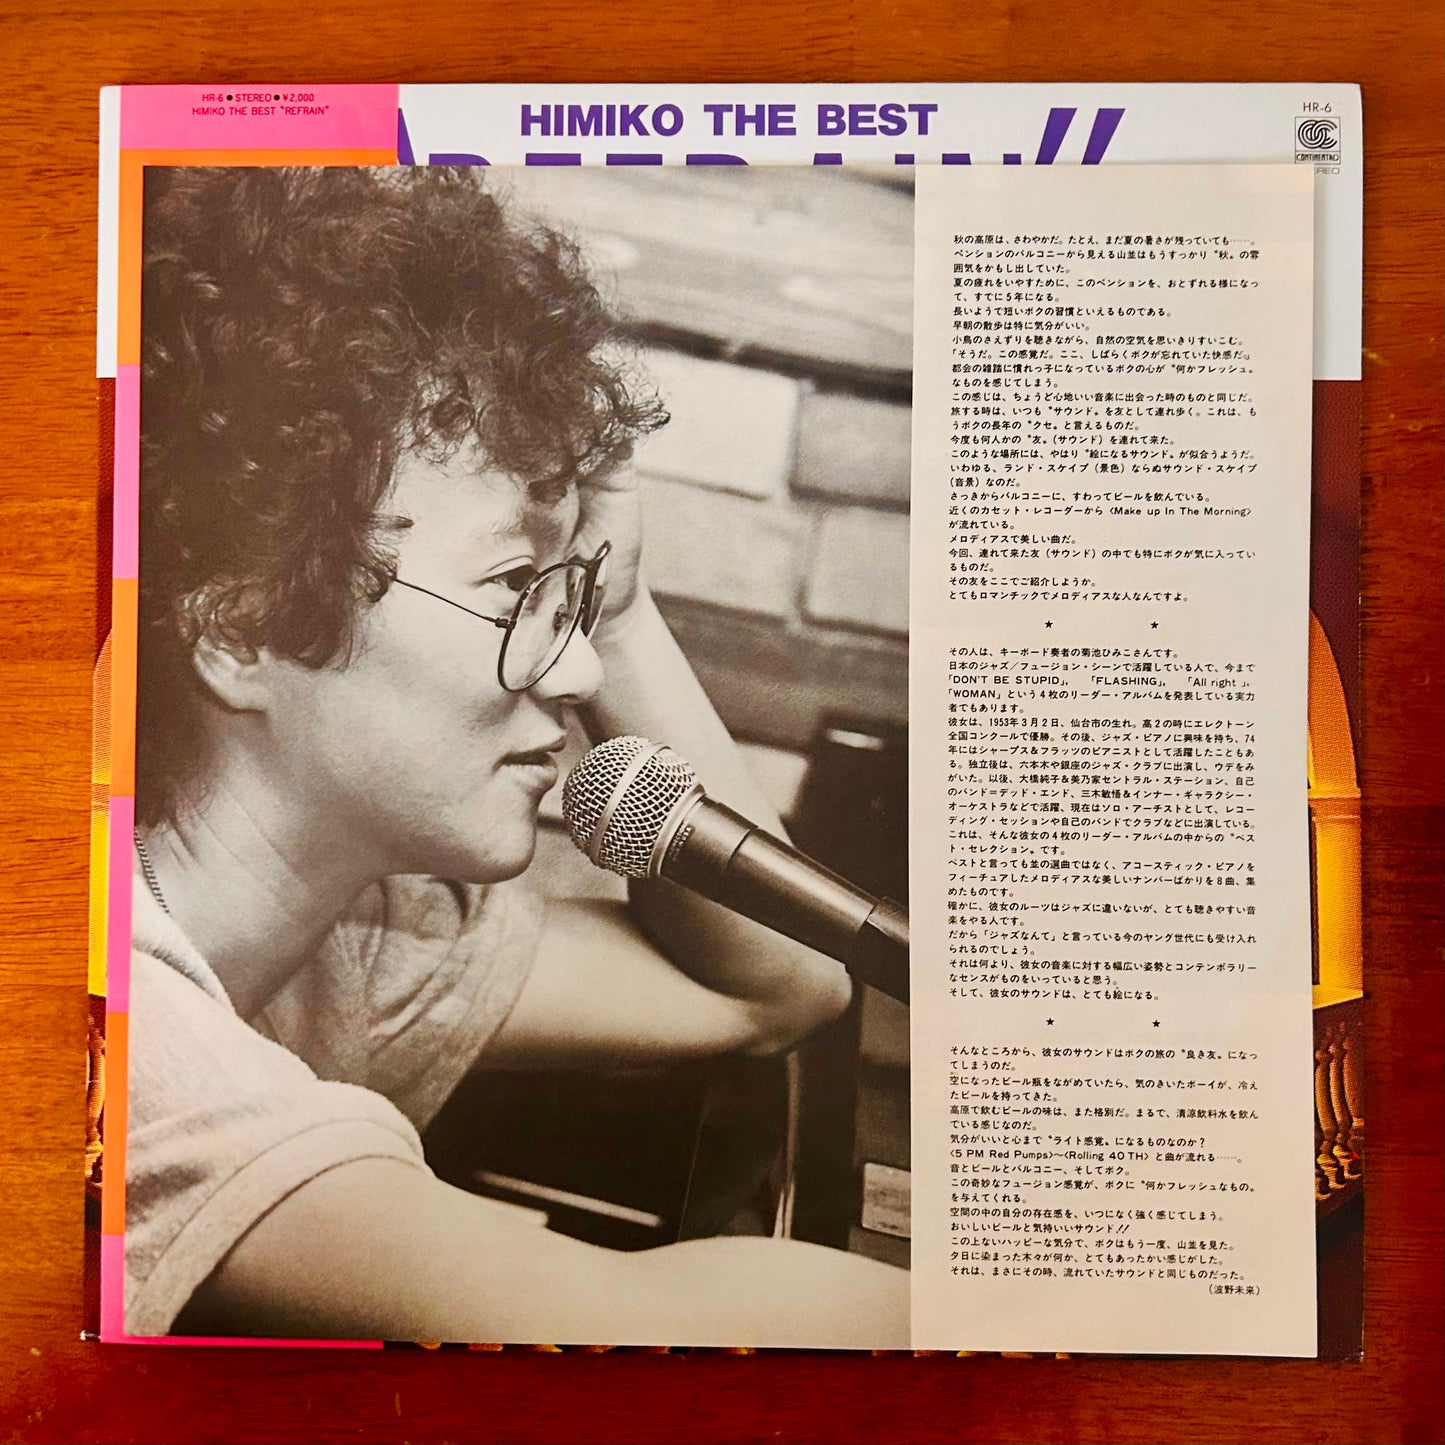 HR-6 ● STEREO ● ¥2,000
HIMIKO THE BEST "REFRAIN"
HIMIKO THE BEST
HR-6
CONTINENTAL
秋の高原は、さわやかだ。たとえ、まだ夏の暑さが残っていても……。
ペンションのバルコニーから見える山並はもうすっかり〝秋〟の雰
囲気をかもし出していた。
夏の疲れをいやすために、このペンションを、おとずれる様になっ
て、すでに5年になる。
長いようで短いボクの習慣といえるものである。
早朝の散歩は特に気分がいい。
小鳥のさえずりを聴きながら、自然の空気を思いきりすいこむ。
「そうだ。この感覚だ。ここ、しばらくボクが忘れていた快感だ。」
都会の雑踏に慣れっ子になっているボクの心が〝何かフレッシュ〟
なものを感じてしまう。
この感じは、ちょうど心地いい音楽に出会った時のものと同じだ。
旅する時は、いつも〝サウンド〟を友として連れ歩く。これは、も
うボクの長年の〝クセ〟と言えるものだ。
今度も何人かの〝友〟(サウンド)を連れて来た。
このような場所には、やはり〝絵になるサウンド〟が似合うようだ。
いわゆる、ランド・スケイプ(景色)ならぬサウンド・スケイプ
(音景)なのだ。
さっきからバルコニーに、すわってビールを飲んでいる。
近くのカセット・レコーダーから〈Make up In The Morning〉
が流れている。
メロディアスで美しい曲だ。
今回、連れて来た友(サウンド)の中でも特にボクが気に入ってい
るものだ。
その友をここでご紹介しようか。
とてもロマンチックでメロディアスな人なんですよ。
★ ★
その人は、キーボード奏者の菊池ひみこさんです。
日本のジャズ/フュージョン・シーンで活躍している人で、今まで
「DON'T BE STUPID」, 「FLASHING」, 「All right」,
「WOMAN」という4枚のリーダー・アルバムを発表している実力
者でもあります。
彼女は、1953年3月2日、仙台市の生れ。高2の時にエレクトーン
全国コンクールで優勝。その後、ジャズ・ピアノに興味を持ち、74
年にはシャープス&フラッツのピアニストとして活躍したこともあ
る。独立後は、六本木や銀座のジャズ・クラブに出演し、ウデをみ
がいた。以後、大橋純子&美乃家セントラル・ステーション、自己
のバンド=デッド・エンド、三木敏悟&インナー・ギャラクシー・
オーケストラなどで活躍、現在はソロ・アーチストとして、レコー
ディング・セッションや自己のバンドでクラブなどに出演している。
これは、そんな彼女の4枚のリーダー・アルバムの中からの〝ベス
ト・セレクション〟です。
ベストと言っても並の選曲ではなく、アコースティック・ピアノを
フィーチュアしたメロディアスな美しいナンバーばかりを8曲、集
めたものです。
確かに、彼女のルーツはジャズに違いないが、とても聴きやすい音
楽をやる人です。
だから「ジャズなんて」と言っている今のヤング世代にも受け入れ
られるのでしょう。
それは何より、彼女の音楽に対する幅広い姿勢とコンテンポラリー
なセンスがものをいっていると思う。
そして、彼女のサウンドは、とても絵になる。
★ ★
そんなところから、彼女のサウンドはボクの旅の〝良き友〟になっ
てしまうのだ。
空になったビール瓶をながめていたら、気のきいたボーイが、冷え
たビールを持ってきた。
高原で飲むビールの味は、また格別だ。まるで、清涼飲料水を飲ん
でいる感じなのだ。
気分がいいと心まで〝ライト感覚〟になるものなのか?
〈5 PM Red Pumps〉〜〈Rolling 40TH〉と曲が流れる……。
音とビールとバルコニー、そしてボク。
この奇妙なフュージョン感覚が、ボクに〝何かフレッシュなもの〟
を与えてくれる。
空間の中の自分の存在感を、いつになく強く感じてしまう。
おいしいビールと気持いいサウンド!!
この上ないハッピーな気分で、ボクはもう一度、山並を見た。
夕日に染まった木々が何か、とてもあったかい感じがした。
それは、まさにその時、流れていたサウンドと同じものだった。
(波野未来)